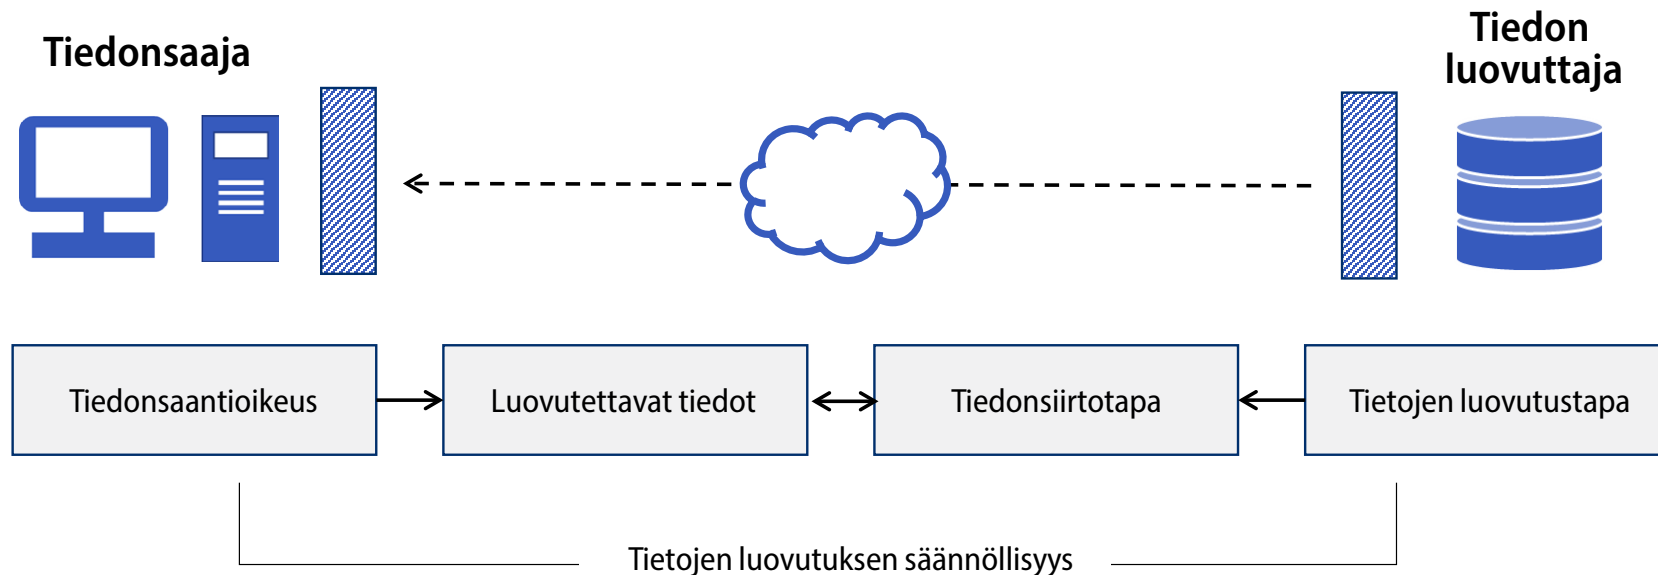 Tiedonsaaja
Tiedon
luovuttaja
Tiedonsaantioikeus
Luovutettavat tiedot
Tiedonsiirtotapa
Tietojen luovutustapa
Tietojen luovutuksen säännöllisyys